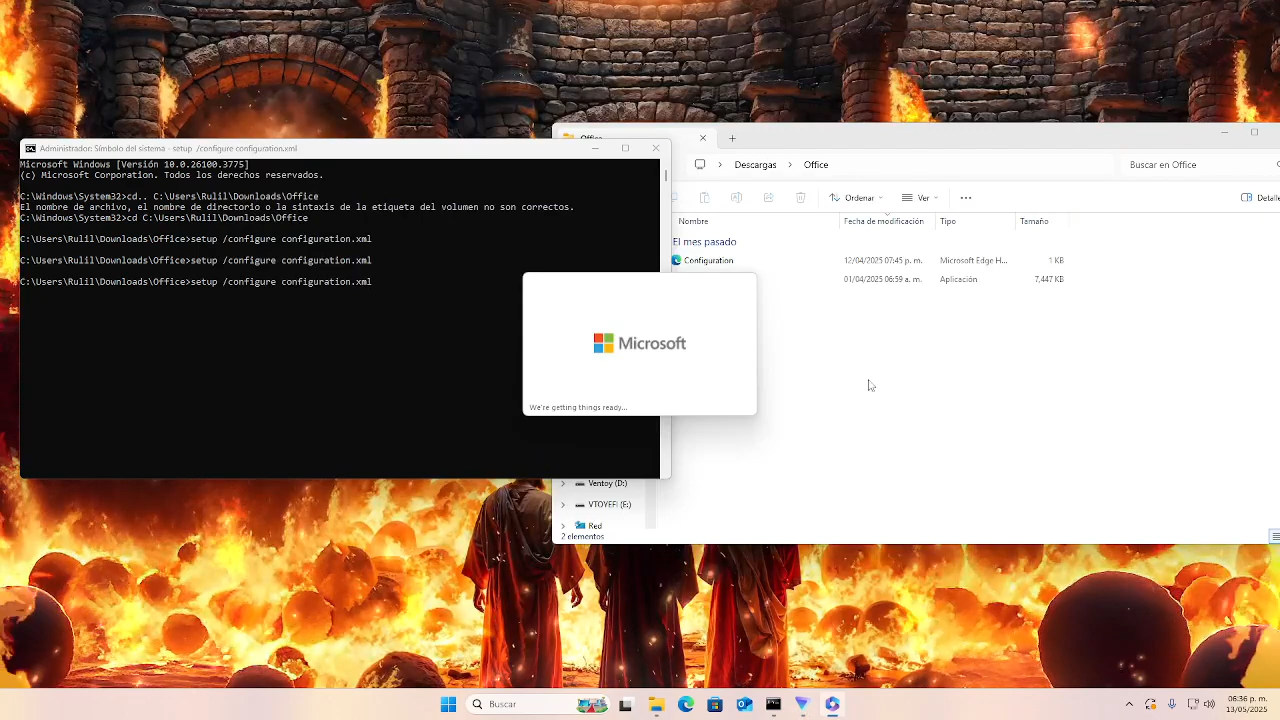 Administrador: Símbolo del sistema - setup /configure configuration.xml
Microsoft Windows [Versión 10.0.26100.3775]
(c) Microsoft Corporation. Todos los derechos reservados.
C:\Windows\System32>cd.. C:\Users\Rulil\Downloads\Office
El nombre de archivo, el nombre de directorio o la sintaxis de la etiqueta del volumen no son correctos.
C:\Windows\System32>cd C:\Users\Rulil\Downloads\Office
C:\Users\Rulil\Downloads\Office>setup /configure configuration.xml
C:\Users\Rulil\Downloads\Office>setup /configure configuration.xml
C:\Users\Rulil\Downloads\Office>setup /configure configuration.xml
Office
Descargas > Office
Buscar en Office
Ordenar
Ver
Nombre
Fecha de modificación
Tipo
Tamaño
El mes pasado
Configuration
12/04/2025 07:45 p. m.
Microsoft Edge H...
1 KB
01/04/2025 06:59 a. m.
Aplicación
7,447 KB
Microsoft
We're getting things ready...
Ventoy (D:)
VTOYEFI (E:)
Red
2 elementos
Buscar
06:36 p. m.
13/05/2025